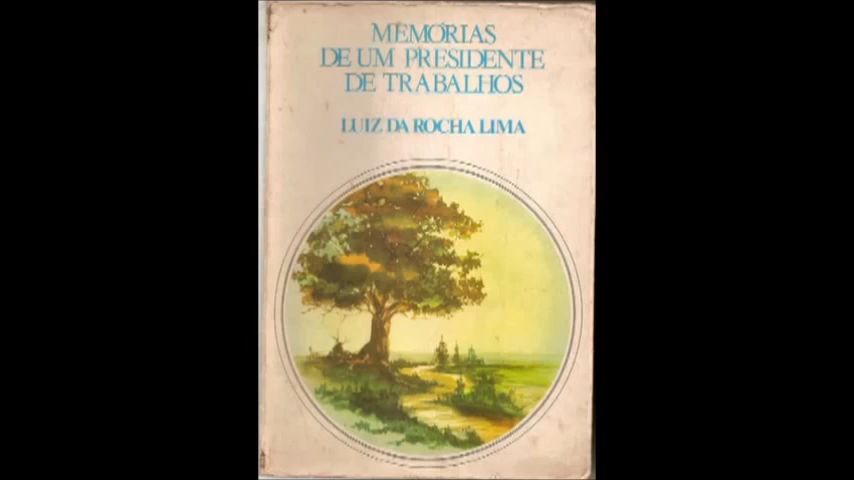 MEMÓRIAS
DE UM PRESIDENTE
DE TRABALHOS
LUIZ DA ROCHA LIMA